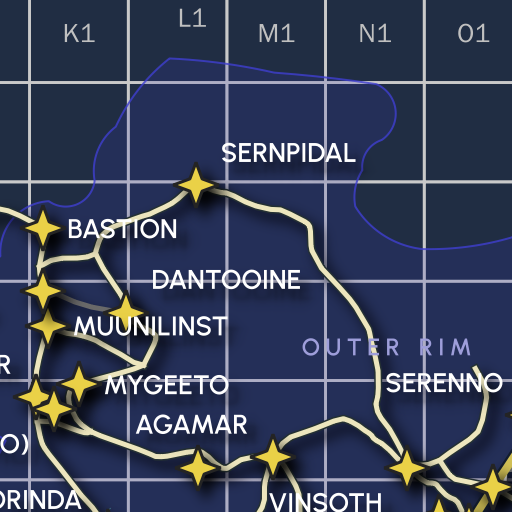 K1 L1 M1 N1 O1
SERNPIDAL
BASTION
DANTOOINE
MUUNILINST
OUTER RIM
R
MYGEETO
SERENNO
AGAMAR
O)
ORINDA
VINSOTH